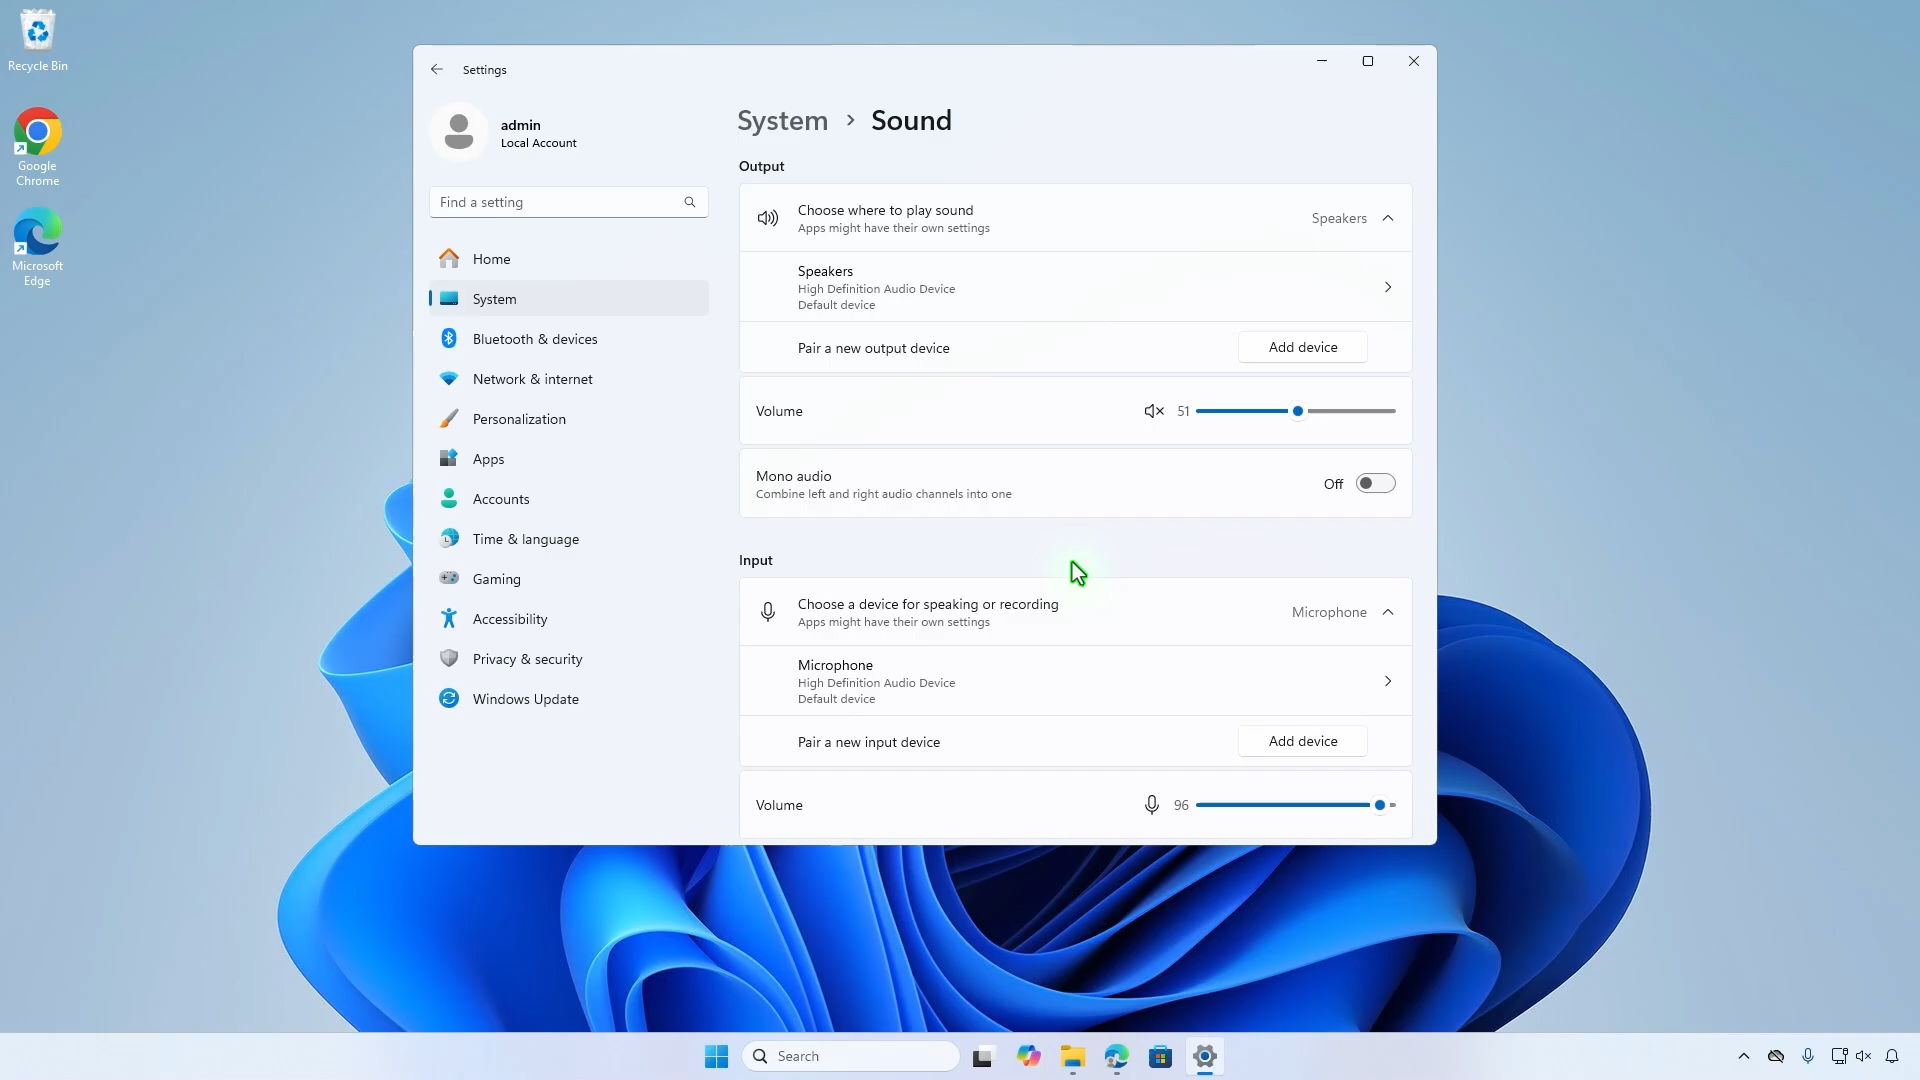 Recycle Bin
Google
Chrome
Microsoft
Edge
Settings
admin
Local Account
Find a setting
Home
System
Bluetooth & devices
Network & internet
Personalization
Apps
Accounts
Time & language
Gaming
Accessibility
Privacy & security
Windows Update
System > Sound
Output
Choose where to play sound
Apps might have their own settings
Speakers
Speakers
High Definition Audio Device
Default device
Pair a new output device
Add device
Volume
51
Mono audio
Combine left and right audio channels into one
Off
Input
Choose a device for speaking or recording
Apps might have their own settings
Microphone
Microphone
High Definition Audio Device
Default device
Pair a new input device
Add device
Volume
96
Search